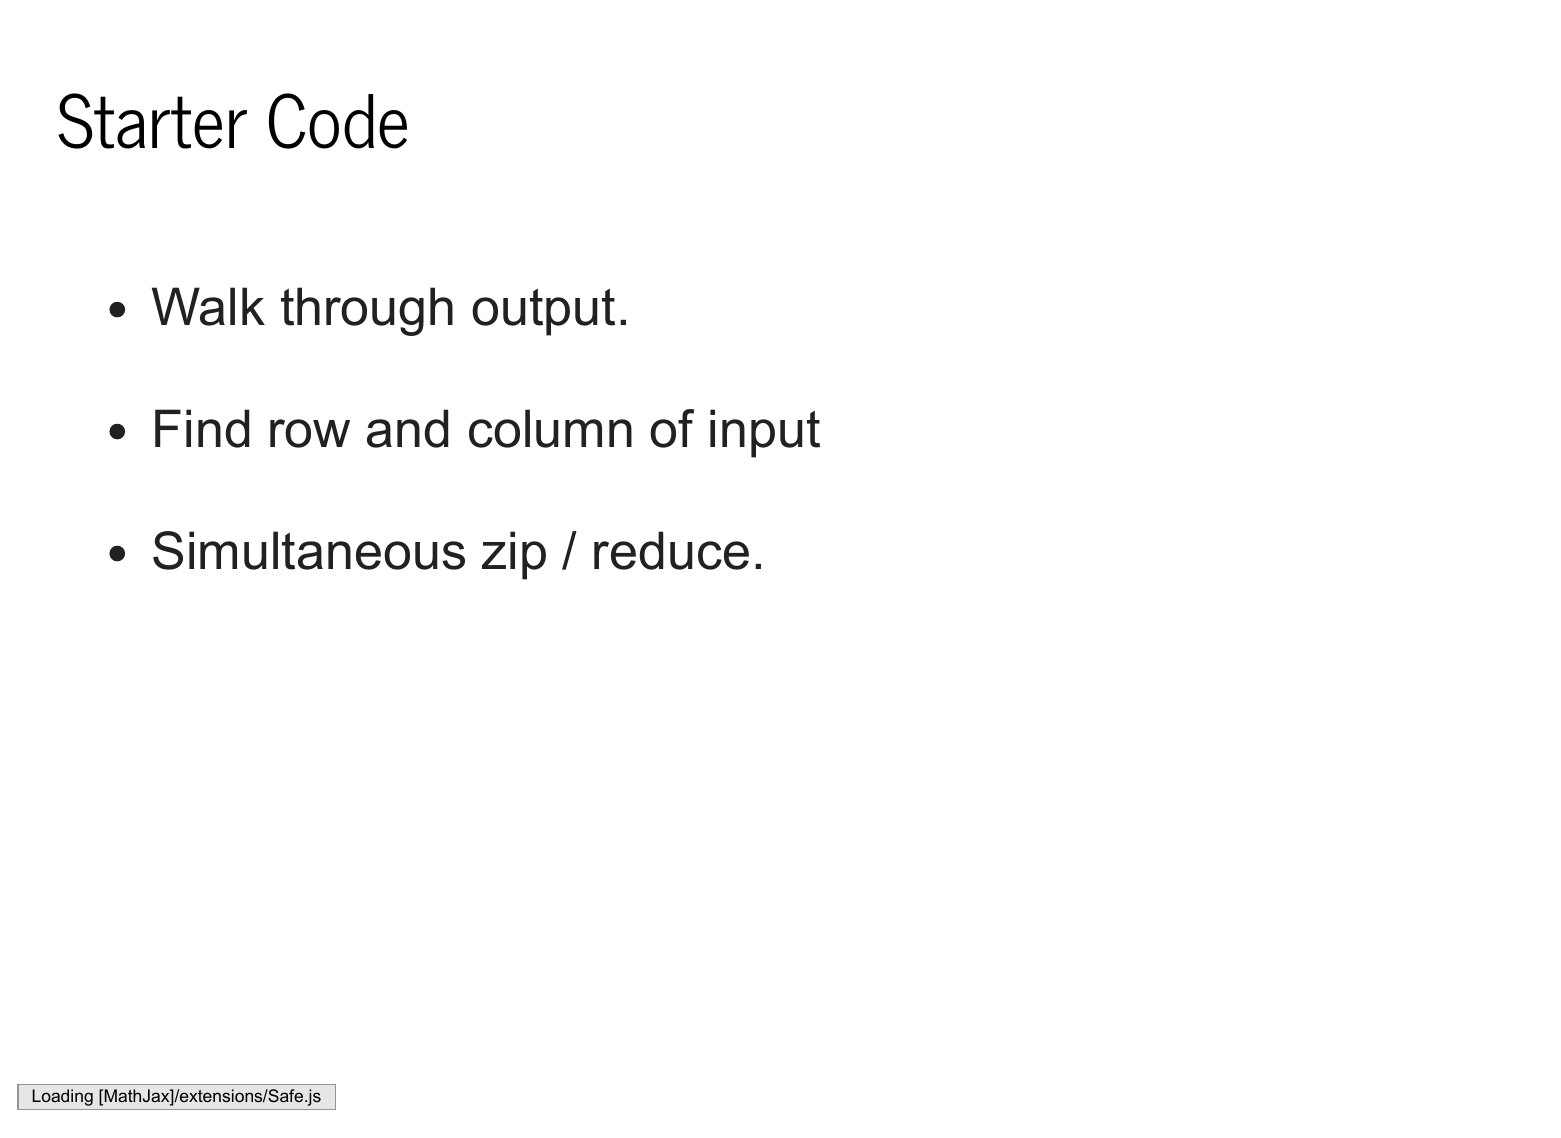 Starter Code
• Walk through output.
• Find row and column of input
• Simultaneous zip / reduce.
Loading [MathJax]/extensions/Safe.js